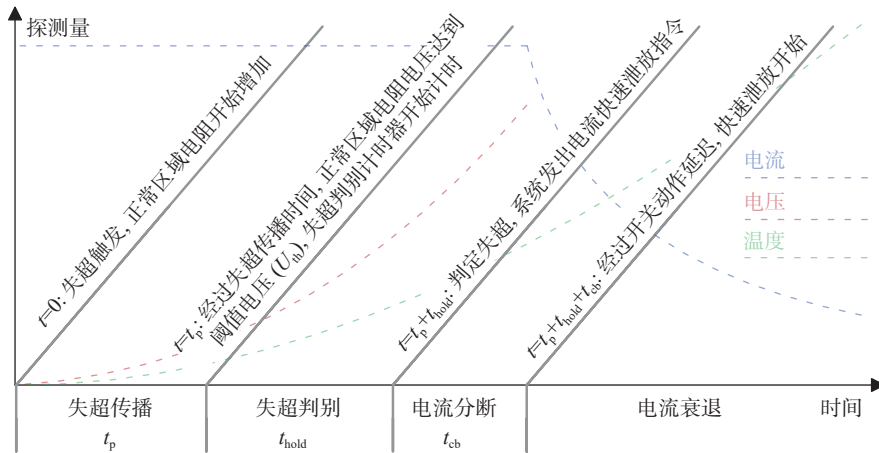 探测量
t=0: 失超触发, 正常区域电阻开始增加
t=tp: 经过失超传播时间, 正常区域电阻电压达到
阈值电压 (Uth), 失超判别计时器开始计时
t=tp+thold: 判定失超, 系统发出电流快速泄放指令
t=tp+thold+tcb: 经过开关动作延迟, 快速泄放开始
电流
电压
温度
失超传播 失超判别 电流分断 电流衰退 时间
tp thold tcb